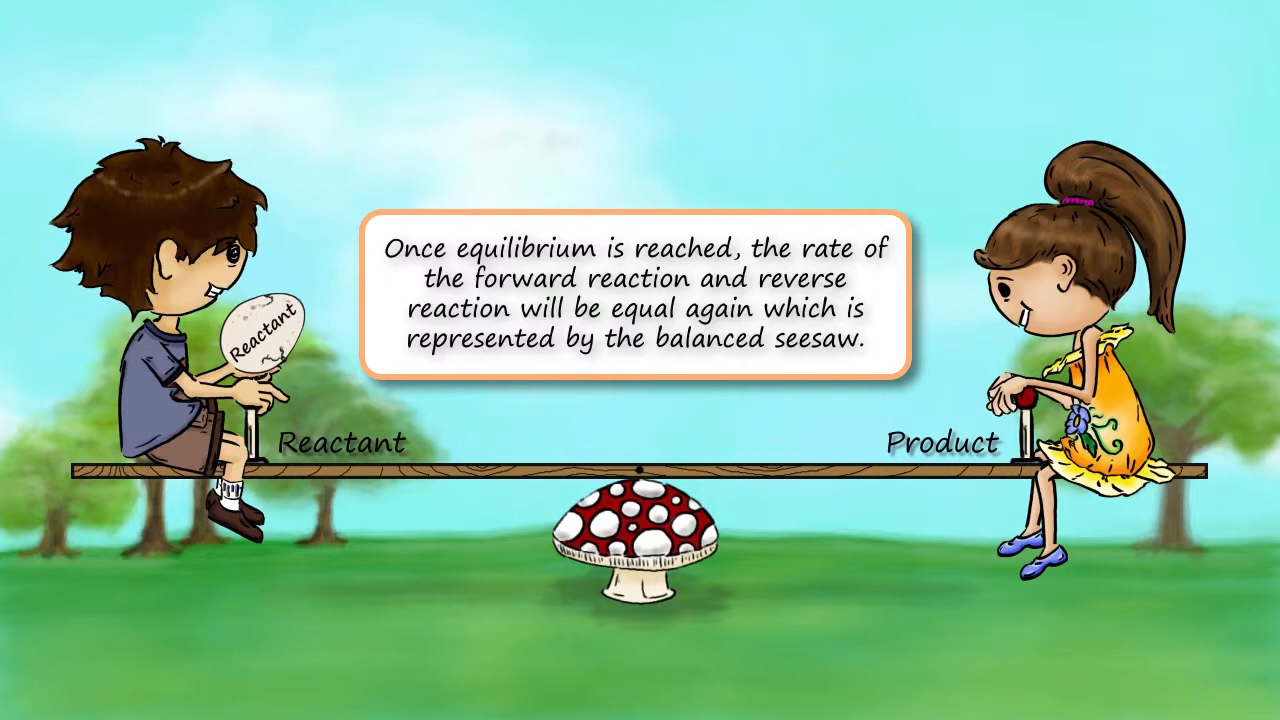 Once equilibrium is reached, the rate of
the forward reaction and reverse
reaction will be equal again which is
represented by the balanced seesaw.
Reactant
Reactant
Product